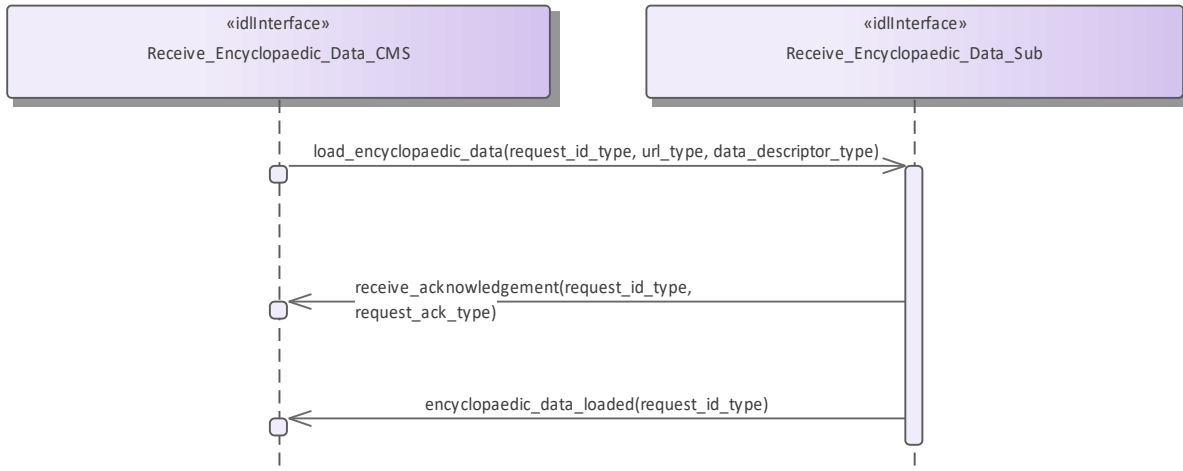 «idlInterface»
Receive_Encyclopaedic_Data_CMS
«idlInterface»
Receive_Encyclopaedic_Data_Sub
load_encyclopaedic_data(request_id_type, url_type, data_descriptor_type)
receive_acknowledgement(request_id_type,
request_ack_type)
encyclopaedic_data_loaded(request_id_type)